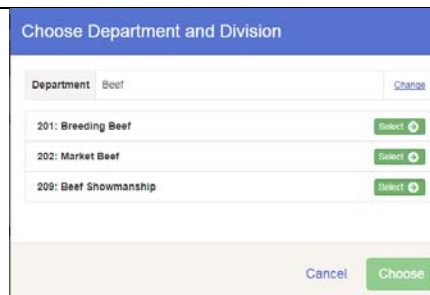 Choose Department and Division
Department Beef Change
201: Breeding Beef Select
202: Market Beef Select
209: Beef Showmanship Select
Cancel Choose